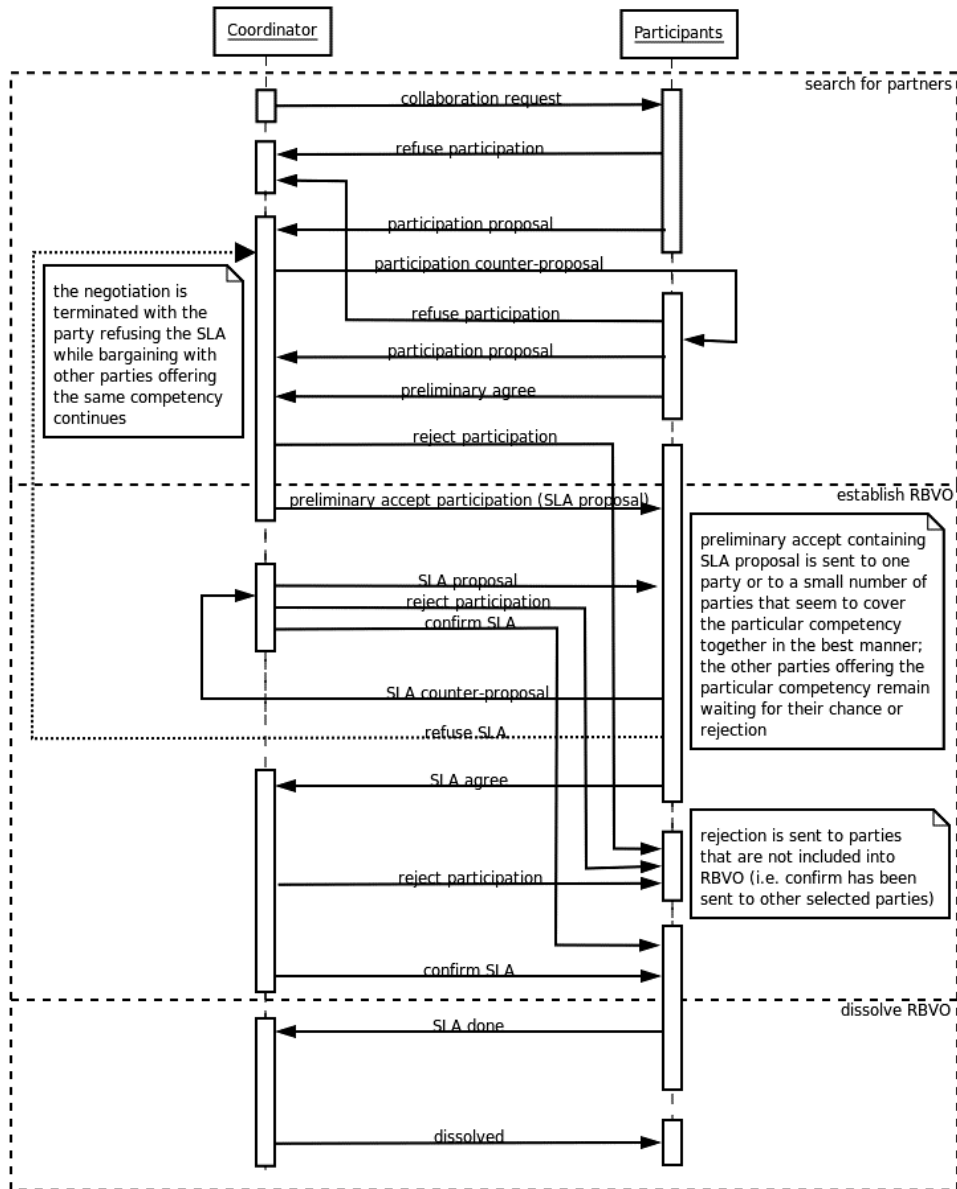 Coordinator
Participants
search for partners
collaboration request
refuse participation
participation proposal
participation counter-proposal
the negotiation is
terminated with the
party refusing the SLA
while bargaining with
other parties offering
the same competency
continues
refuse participation
participation proposal
preliminary agree
reject participation
establish RBVO
preliminary accept participation (SLA proposal)
preliminary accept containing
SLA proposal is sent to one
party or to a small number of
parties that seem to cover
the particular competency
together in the best manner;
the other parties offering the
particular competency remain
waiting for their chance or
rejection
SLA proposal
reject participation
confirm SLA
SLA counter-proposal
refuse SLA
SLA agree
rejection is sent to parties
that are not included into
RBVO (i.e. confirm has been
sent to other selected parties)
reject participation
confirm SLA
dissolve RBVO
SLA done
dissolved